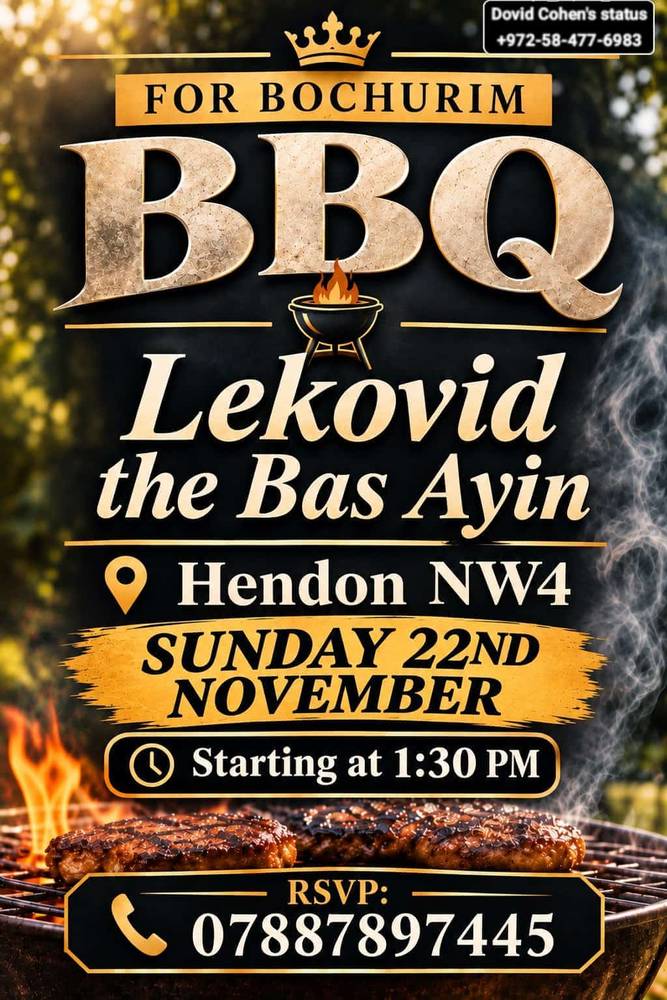 Dovid Cohen's status
+972-58-477-6983
FOR BOCHURIM
BBQ
Lekovid
the Bas Ayin
Hendon NW4
SUNDAY 22ND
NOVEMBER
Starting at 1:30 PM
RSVP:
07887897445